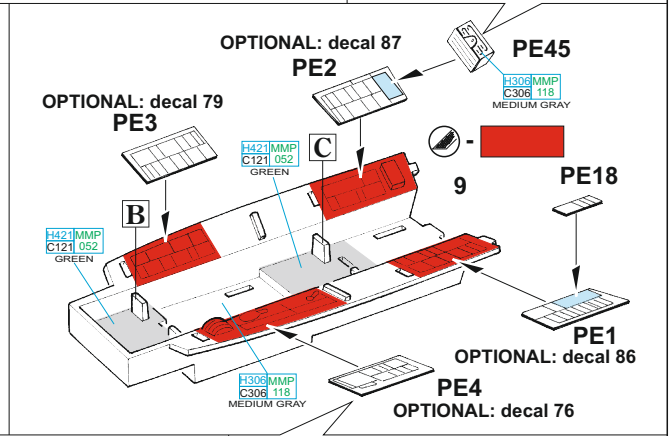 OPTIONAL: decal 87
PE2
PE45
H306 MMP
C306 118
MEDIUM GRAY
OPTIONAL: decal 79
PE3
H421 MMP
C121 052
GREEN
C
-
9
PE18
B
H421 MMP
C121 052
GREEN
PE1
OPTIONAL: decal 86
H306 MMP
C306 118
MEDIUM GRAY
PE4
OPTIONAL: decal 76